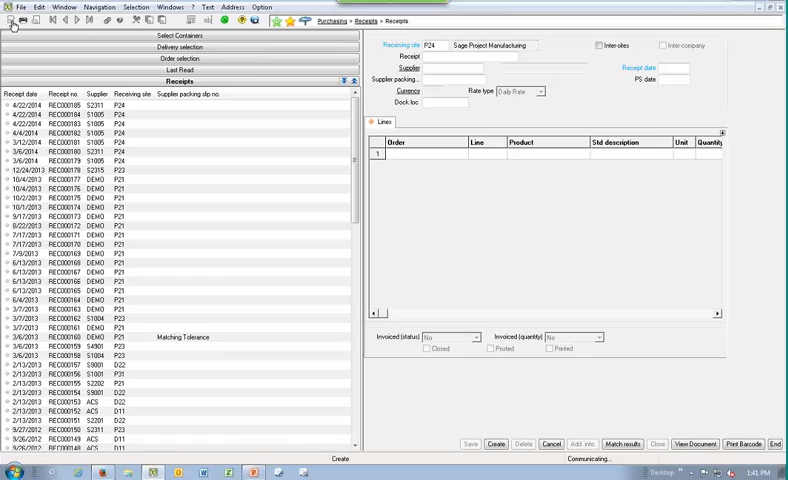 File Edit Window Navigation Selection Windows ? Text Address Option
Purchasing > Receipts > Receipts
Select Containers
Delivery selection
Order selection
Last Read
Receipts
Receipt date Receipt no. Supplier Receiving site Supplier packing slip no.
4/22/2014 REC000185 S2311 P24
4/22/2014 REC000184 S1005 P24
4/22/2014 REC000183 S1005 P24
4/4/2014 REC000182 S1005 P24
3/12/2014 REC000181 S1005 P24
3/6/2014 REC000180 S2311 P24
3/6/2014 REC000179 S1005 P24
12/24/2013 REC000178 S2315 P23
10/4/2013 REC000177 DEMO P21
10/4/2013 REC000176 DEMO P21
10/2/2013 REC000175 DEMO P21
10/1/2013 REC000174 DEMO P21
9/17/2013 REC000173 DEMO P21
8/22/2013 REC000172 DEMO P21
7/17/2013 REC000171 DEMO P21
7/17/2013 REC000170 DEMO P21
7/9/2013 REC000169 DEMO P21
6/13/2013 REC000168 DEMO P21
6/13/2013 REC000167 DEMO P21
6/13/2013 REC000166 DEMO P21
6/13/2013 REC000165 DEMO P21
6/4/2013 REC000164 DEMO P21
3/7/2013 REC000163 DEMO P21
3/7/2013 REC000162 S1004 P23
3/7/2013 REC000161 DEMO P21
3/6/2013 REC000160 DEMO P21 Matching Tolerance
3/6/2013 REC000159 S4901 P23
3/6/2013 REC000158 S1004 P23
2/13/2013 REC000157 S9001 D22
2/13/2013 REC000156 S1001 P31
2/13/2013 REC000155 S2202 P21
2/13/2013 REC000154 S9001 D22
2/13/2013 REC000153 ACS D22
2/13/2013 REC000152 ACS D11
2/13/2013 REC000151 S2201 D11
9/27/2012 REC000150 S2311 P23
9/26/2012 REC000149 ACS D11
9/26/2012 REC000148 ACS D11
Receiving site P24 Sage Project Manufacturing Inter-sites Inter-company
Receipt
Supplier Receipt date
Supplier packing... PS date
Currency Rate type Daily Rate
Dock loc
Lines
Order Line Product Std description Unit Quantity
1
Invoiced (status) No Invoiced (quantity) No
Closed Posted Printed
Save Create Delete Cancel Add info. Match results Close View Document Print Barcode End
Create Communicating...
Desktop 1:41 PM